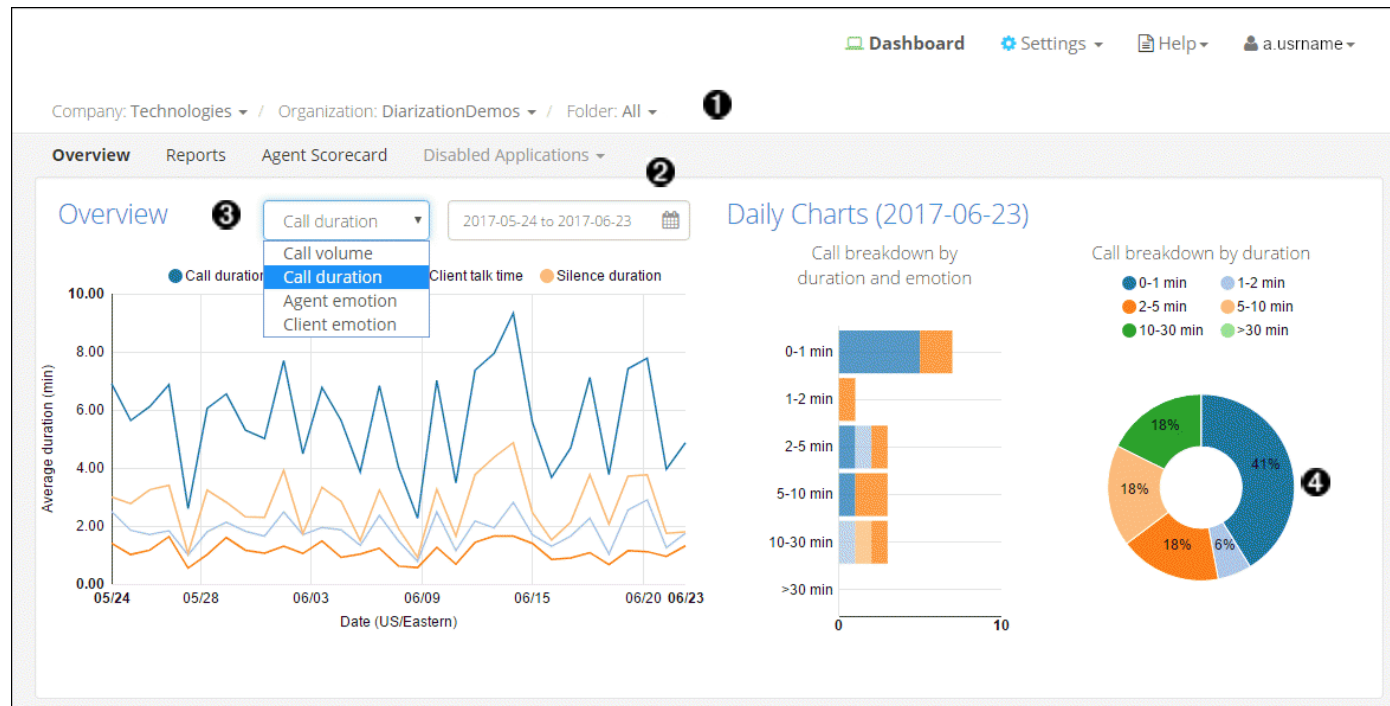 Dashboard Settings Help a.usrname
1
Company: Technologies / Organization: DiarizationDemos / Folder: All
Overview Reports Agent Scorecard Disabled Applications
2
Overview
3
Call duration
2017-05-24 to 2017-06-23
Call volume
Call duration
Agent emotion
Client emotion
Call duration Client talk time Silence duration
10.00
8.00
6.00
4.00
2.00
0.00
Average duration (min)
05/24 05/28 06/03 06/09 06/15 06/20 06/23
Date (US/Eastern)
Daily Charts (2017-06-23)
Call breakdown by
duration and emotion
0-1 min
1-2 min
2-5 min
5-10 min
10-30 min
>30 min
0 10
Call breakdown by duration
0-1 min 1-2 min
2-5 min 5-10 min
10-30 min >30 min
18% 41%
18%
18% 6%
4